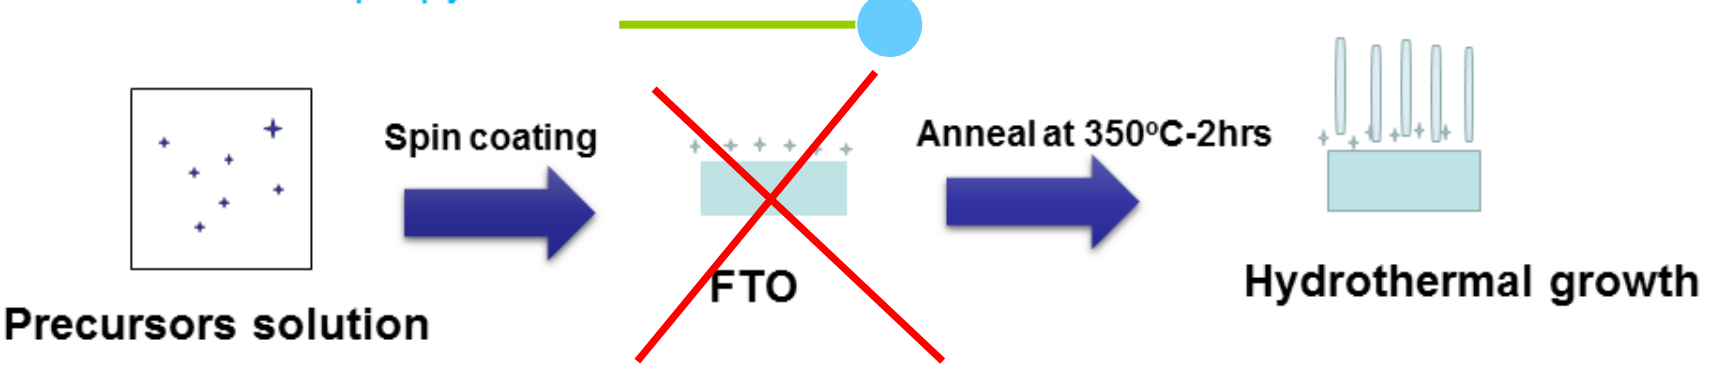 Spin coating
Anneal at 350°C-2hrs
FTO
Hydrothermal growth
Precursors solution